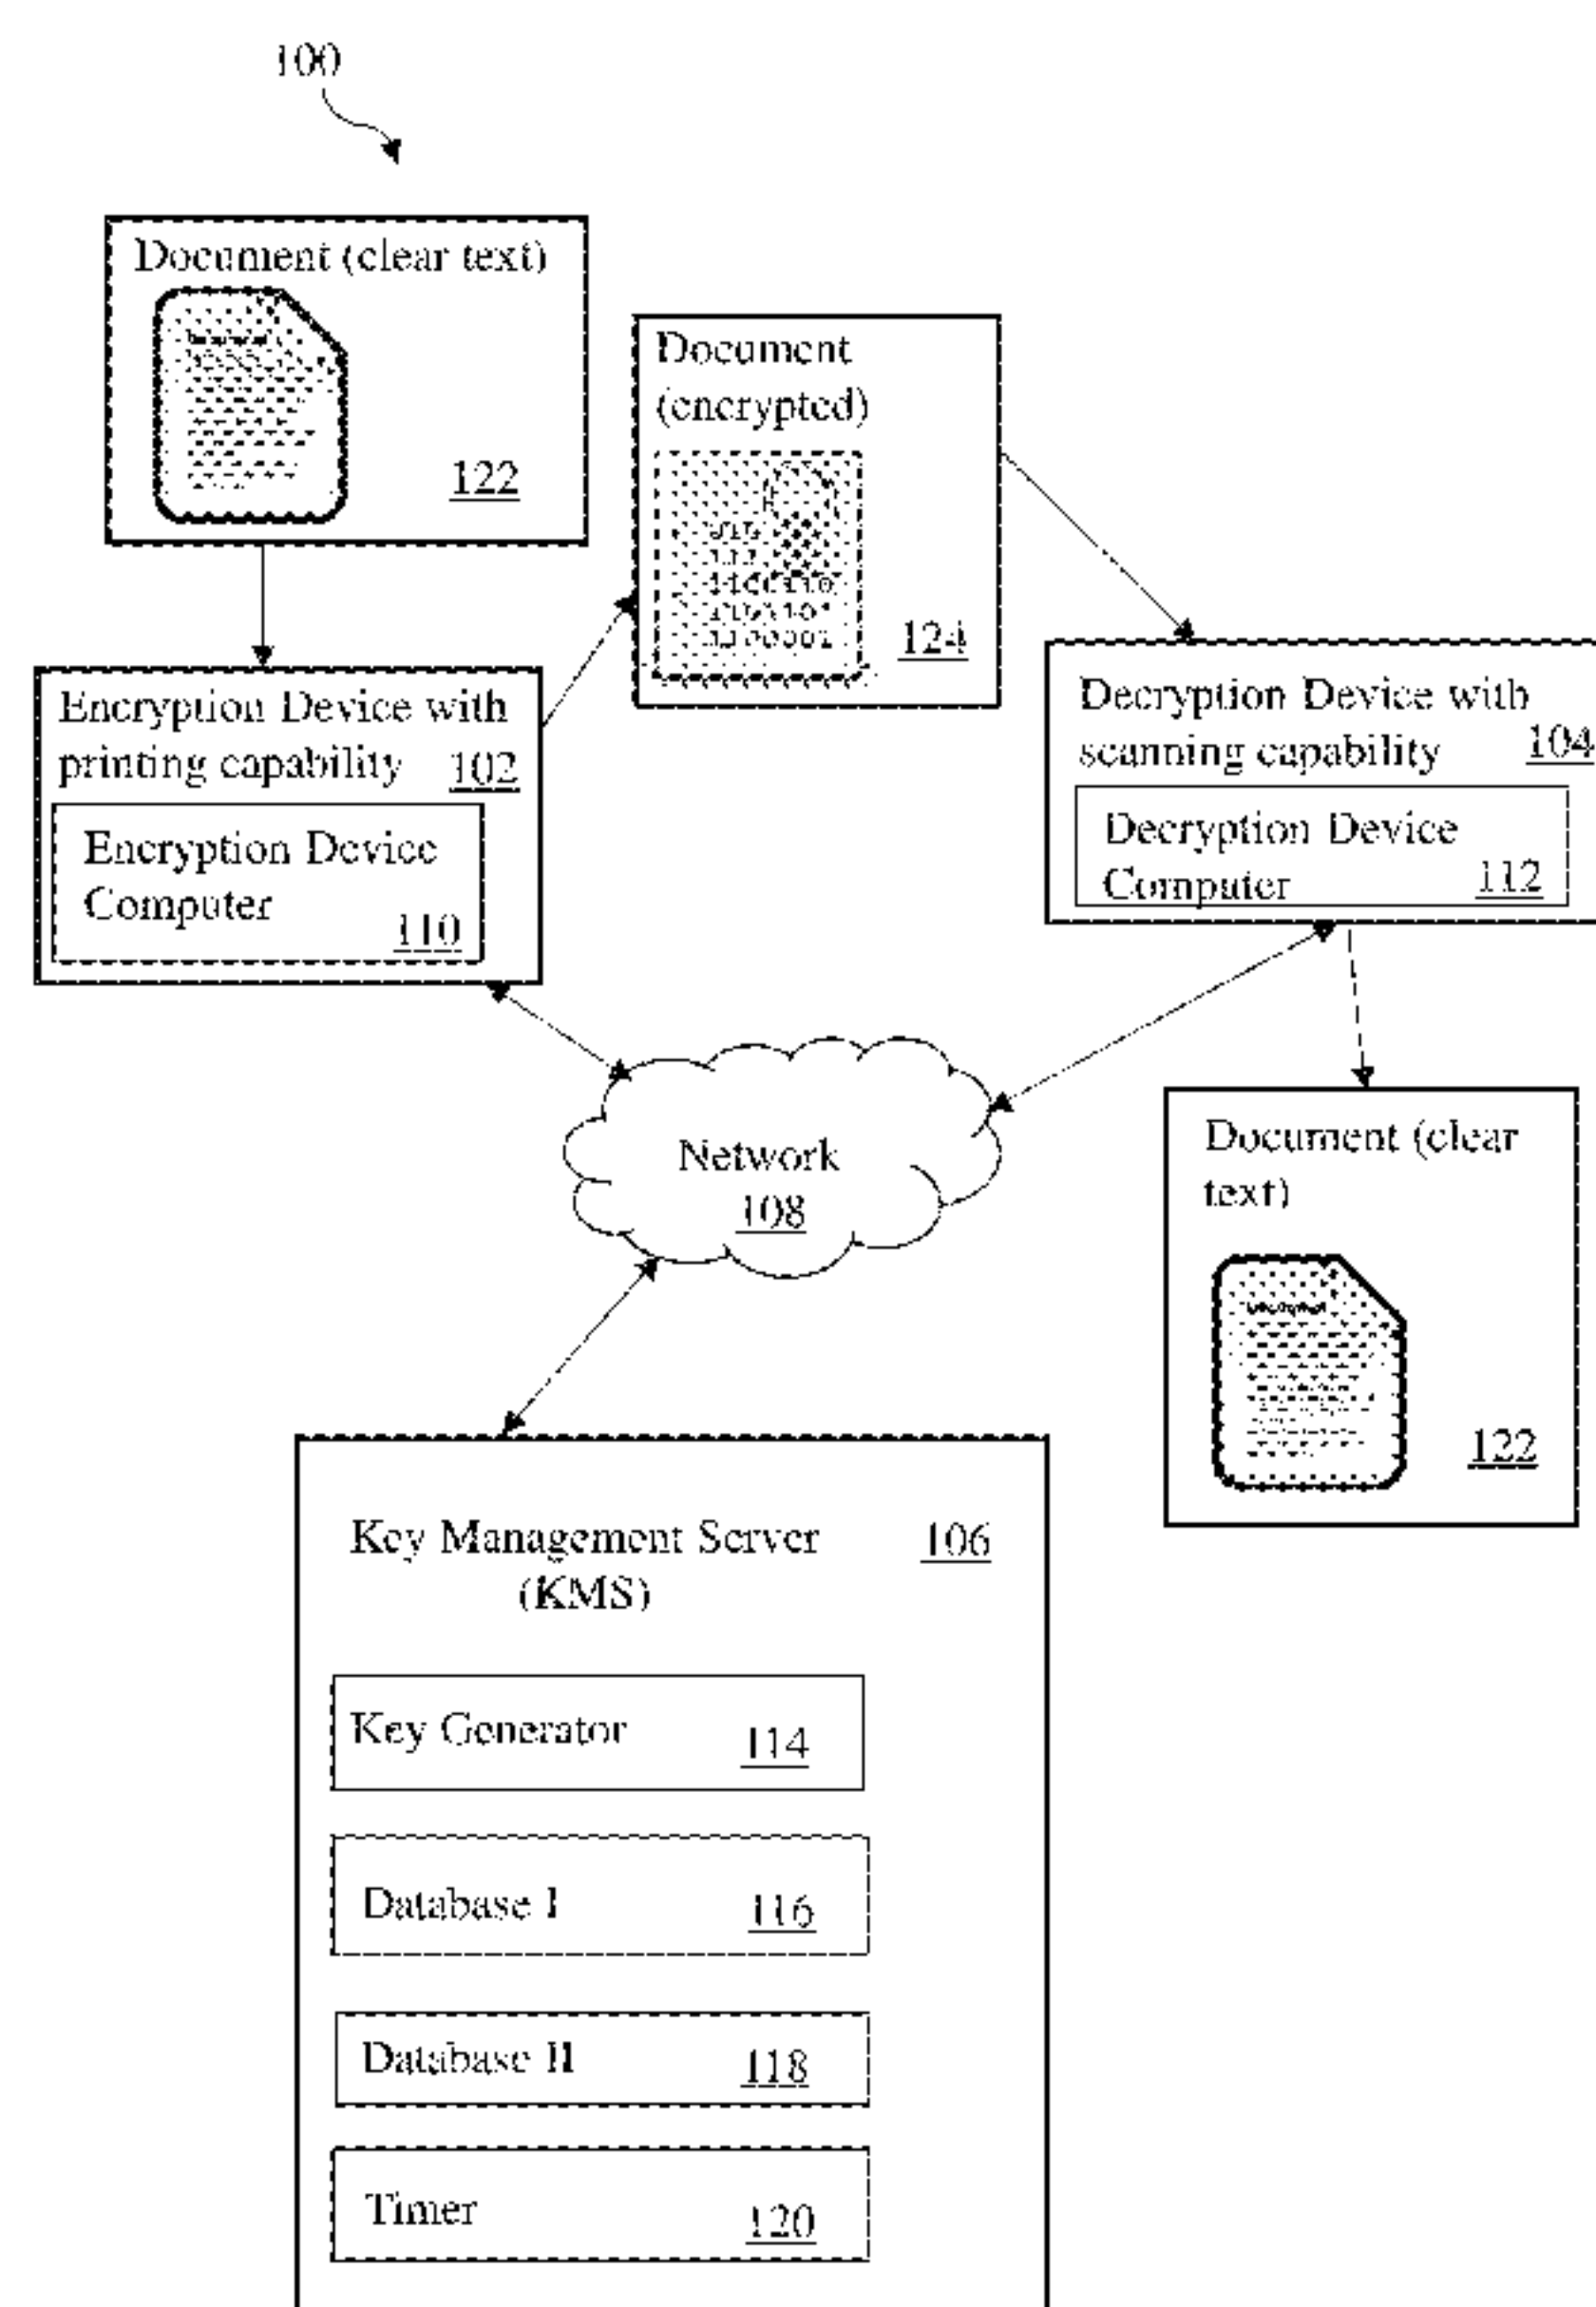 100
Document (clear text)
122
Document
(encrypted)
124
Encryption Device with
printing capability 102
Encryption Device
Computer
110
Decryption Device with
scanning capability 104
Decryption Device
Computer 112
Network
108
Document (clear
text)
122
Key Management Server 106
(KMS)
Key Generator 114
Database I 116
Database II 118
Timer 120